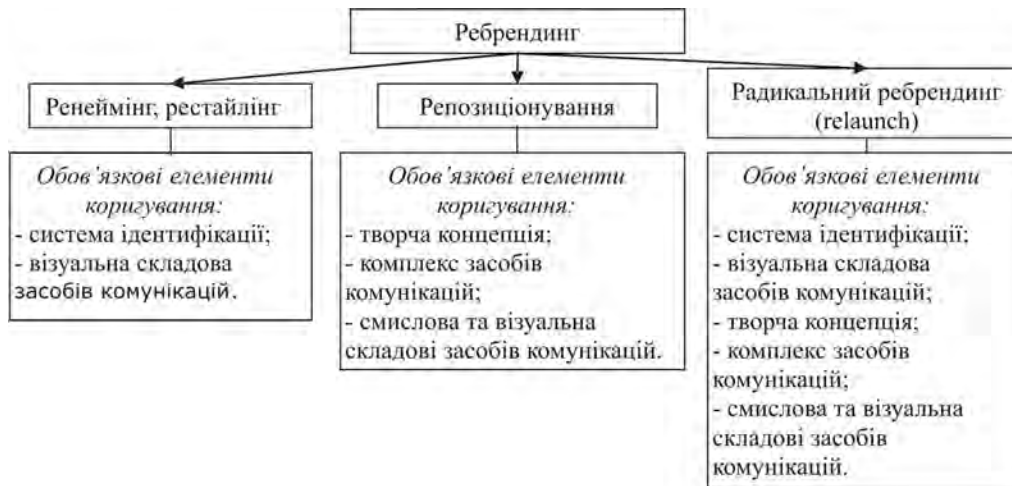 Ребрендинг
Ренеймінг, рестайлінг
Обов’язкові елементи
коригування:
- система ідентифікації;
- візуальна складова
засобів комунікацій.
Репозиціонування
Обов’язкові елементи
коригування:
- творча концепція;
- комплекс засобів
комунікацій;
- смислова та візуальна
складові засобів комунікацій.
Радикальний ребрендинг
(relaunch)
Обов’язкові елементи
коригування:
- система ідентифікації;
- візуальна складова
засобів комунікацій;
- творча концепція;
- комплекс засобів
комунікацій;
- смислова та візуальна
складові засобів
комунікацій.